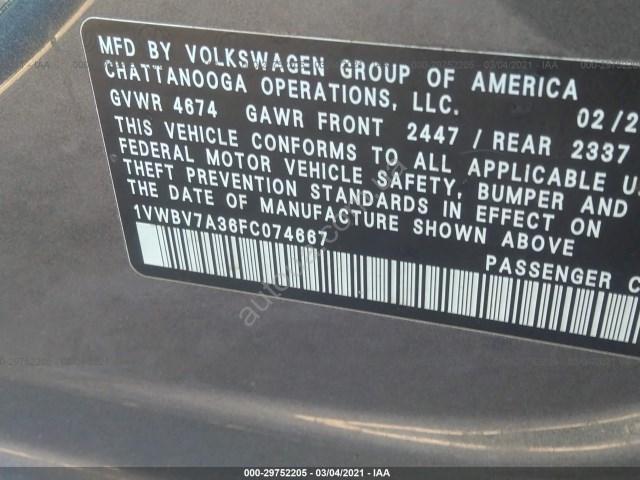 MFD BY VOLKSWAGEN GROUP OF AMERICA
CHATTANOOGA OPERATIONS, LLC.
02/2
GVWR 4674 GAWR FRONT 2447 / REAR 2337
THIS VEHICLE CONFORMS TO ALL APPLICABLE U
FEDERAL MOTOR VEHICLE SAFETY, BUMPER AND
THEFT PREVENTION STANDARDS IN EFFECT ON
THE DATE OF MANUFACTURE SHOWN ABOVE
1VWBV7A36FC074667
PASSENGER C
000-29752205 - 03/04/2021 - IAA